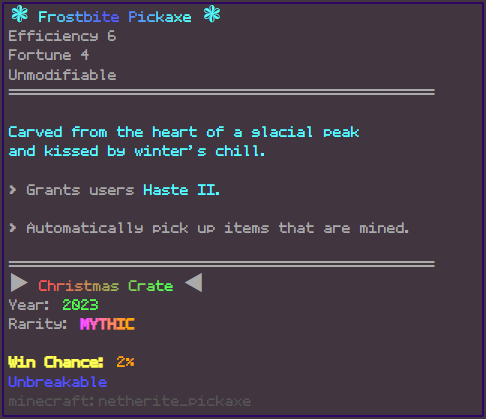 ❃ Frostbite Pickaxe ❃
Efficiency 6
Fortune 4
Unmodifiable
Carved from the heart of a glacial peak
and kissed by winter's chill.
> Grants users Haste II.
> Automatically pick up items that are mined.
▶ Christmas Crate ◀
Year: 2023
Rarity: MYTHIC
Win Chance: 2%
Unbreakable
minecraft:netherite_pickaxe